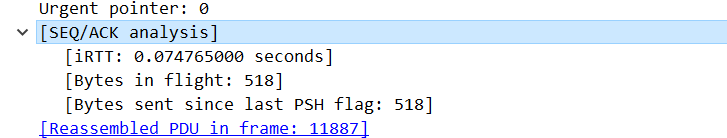 Urgent pointer: 0
[SEQ/ACK analysis]
[iRTT: 0.074765000 seconds]
[Bytes in flight: 518]
[Bytes sent since last PSH flag: 518]
[Reassembled PDU in frame: 11887]